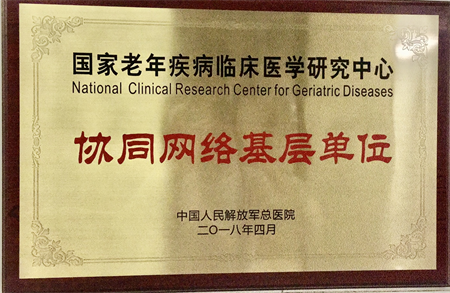 国家老年疾病临床医学研究中心
National Clinical Research Center for Geriatric Diseases
协同网络基层单位
中国人民解放军总医院
二〇一八年四月